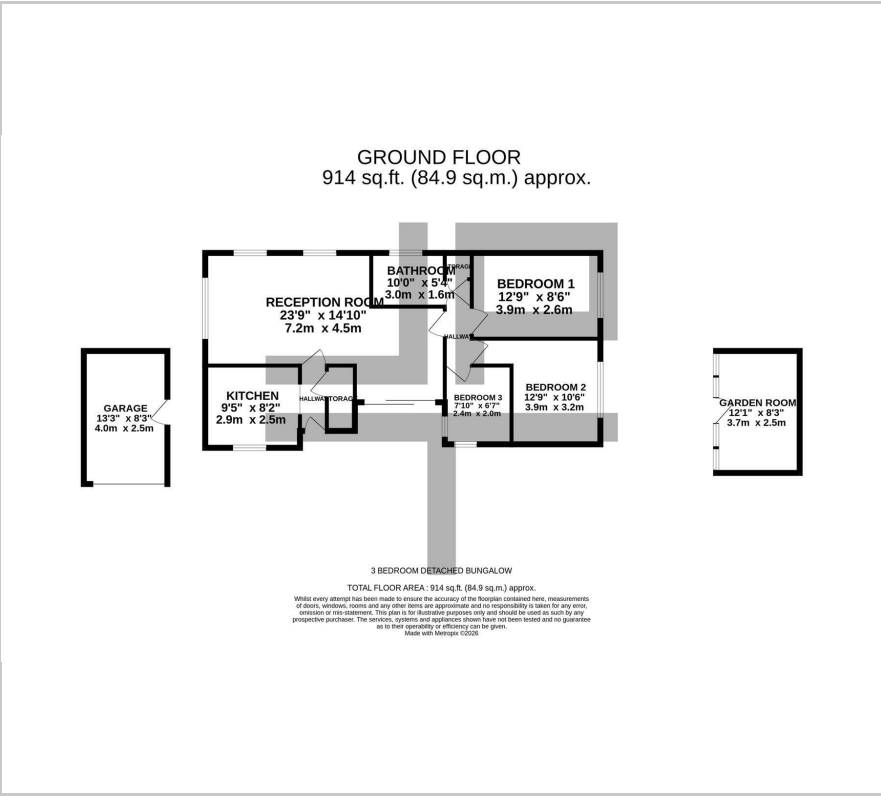 GROUND FLOOR
914 sq.ft. (84.9 sq.m.) approx.
BATHROOM
10'0" x 5'4"
3.0m x 1.6m
TORAGE
BEDROOM 1
12'9" x 8'6"
3.9m x 2.6m
RECEPTION ROOM
23'9" x 14'10"
7.2m x 4.5m
HALLWAY
GARAGE
13'3" x 8'3"
4.0m x 2.5m
KITCHEN
9'5" x 8'2"
2.9m x 2.5m
HALLWAY
TORAGE
BEDROOM 3
7'10" x 6'7"
2.4m x 2.0m
BEDROOM 2
12'9" x 10'6"
3.9m x 3.2m
GARDEN ROOM
12'1" x 8'3"
3.7m x 2.5m
3 BEDROOM DETACHED BUNGALOW
TOTAL FLOOR AREA : 914 sq.ft. (84.9 sq.m.) approx.
Whilst every attempt has been made to ensure the accuracy of the floorplan contained here, measurements
of doors, windows, rooms and any other items are approximate and no responsibility is taken for any error,
omission or mis-statement. This plan is for illustrative purposes only and should be used as such by any
prospective purchaser. The services, systems and appliances shown have not been tested and no guarantee
as to their operability or efficiency can be given.
Made with Metropix ©2026